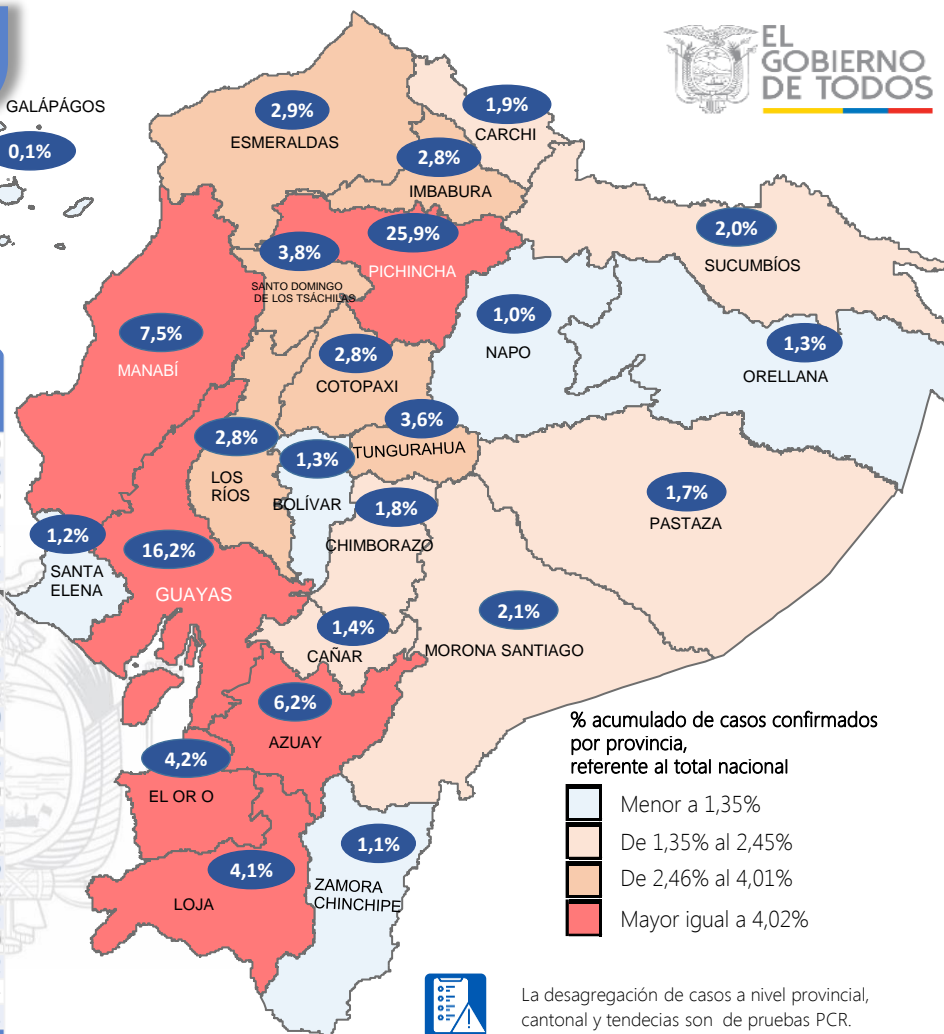 EL
GOBIERNO
DE TODOS
GALÁPÁGOS
0,1%
2,9%
ESMERALDAS
1,9%
CARCHI
2,8%
IMBABURA
25,9%
PICHINCHA
3,8%
SANTO DOMINGO
DE LOS TSÁCHILAS
2,0%
SUCUMBÍOS
7,5%
MANABÍ
1,0%
NAPO
1,3%
ORELLANA
2,8%
COTOPAXI
3,6%
TUNGURAHUA
2,8%
LOS
RÍOS
1,3%
BOLÍVAR
1,8%
CHIMBORAZO
1,7%
PASTAZA
1,2%
SANTA
ELENA
16,2%
GUAYAS
1,4%
CAÑAR
2,1%
MORONA SANTIAGO
6,2%
AZUAY
4,2%
EL OR O
4,1%
LOJA
1,1%
ZAMORA
CHINCHIPE
% acumulado de casos confirmados
por provincia,
referente al total nacional
Menor a 1,35%
De 1,35% al 2,45%
De 2,46% al 4,01%
Mayor igual a 4,02%
La desagregación de casos a nivel provincial,
cantonal y tendecias son de pruebas PCR.